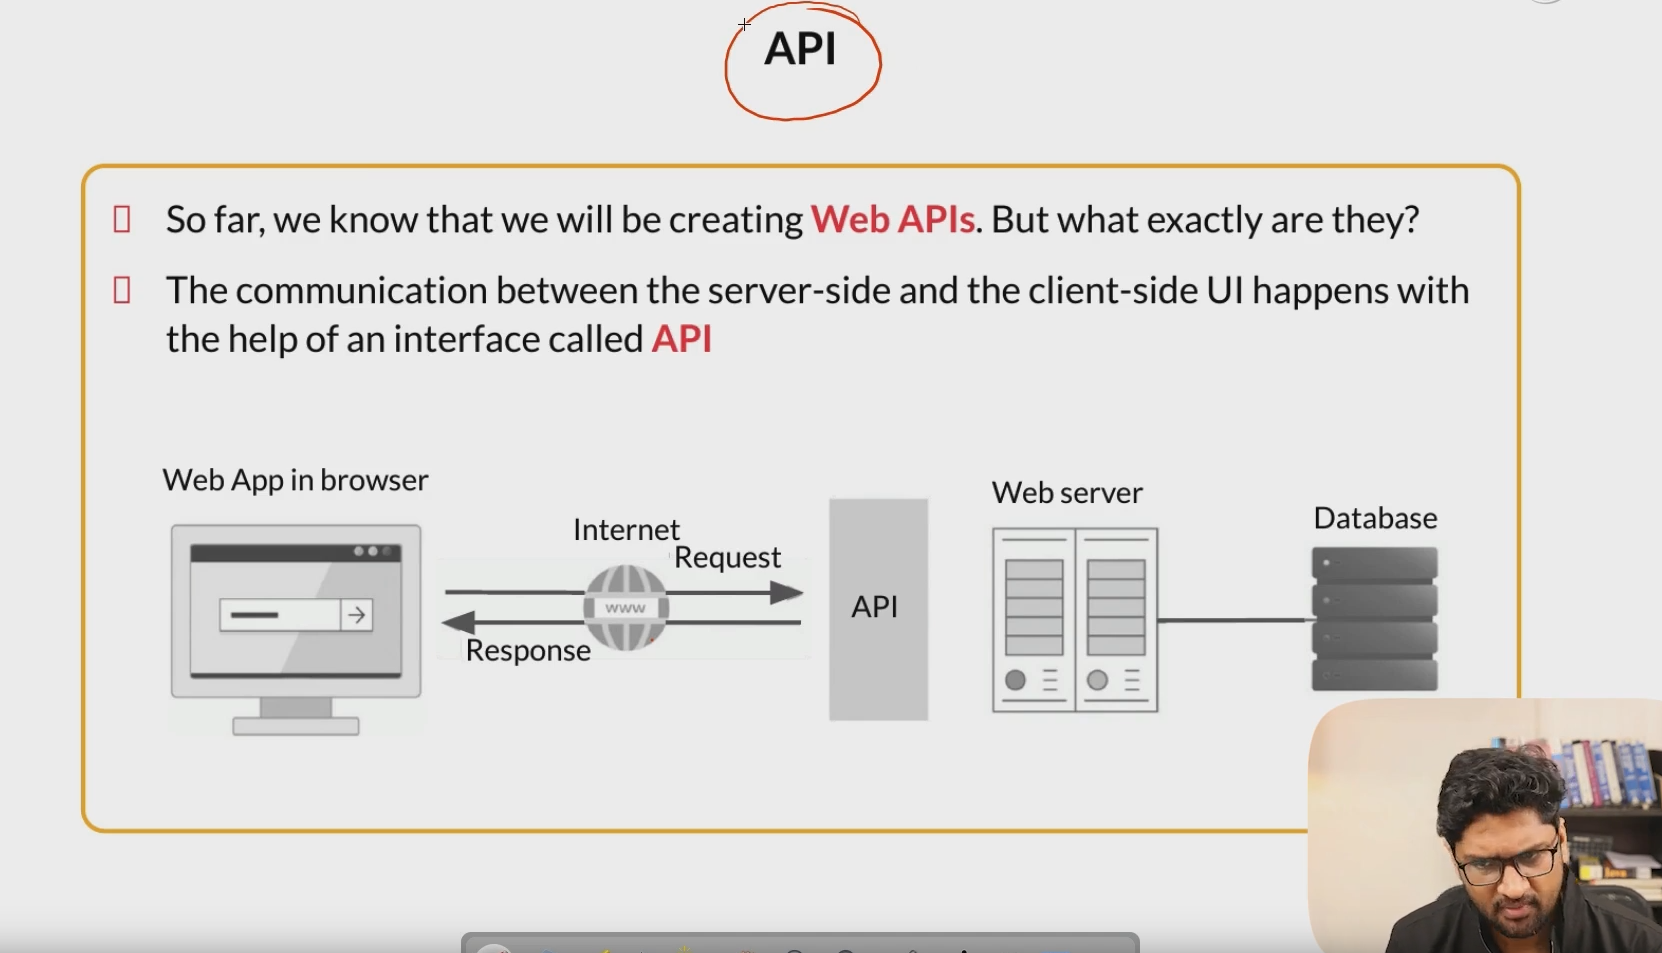 API
So far, we know that we will be creating Web APIs. But what exactly are they?
The communication between the server-side and the client-side UI happens with
the help of an interface called API
Web App in browser
Internet
Request
www
Response
API
Web server
Database